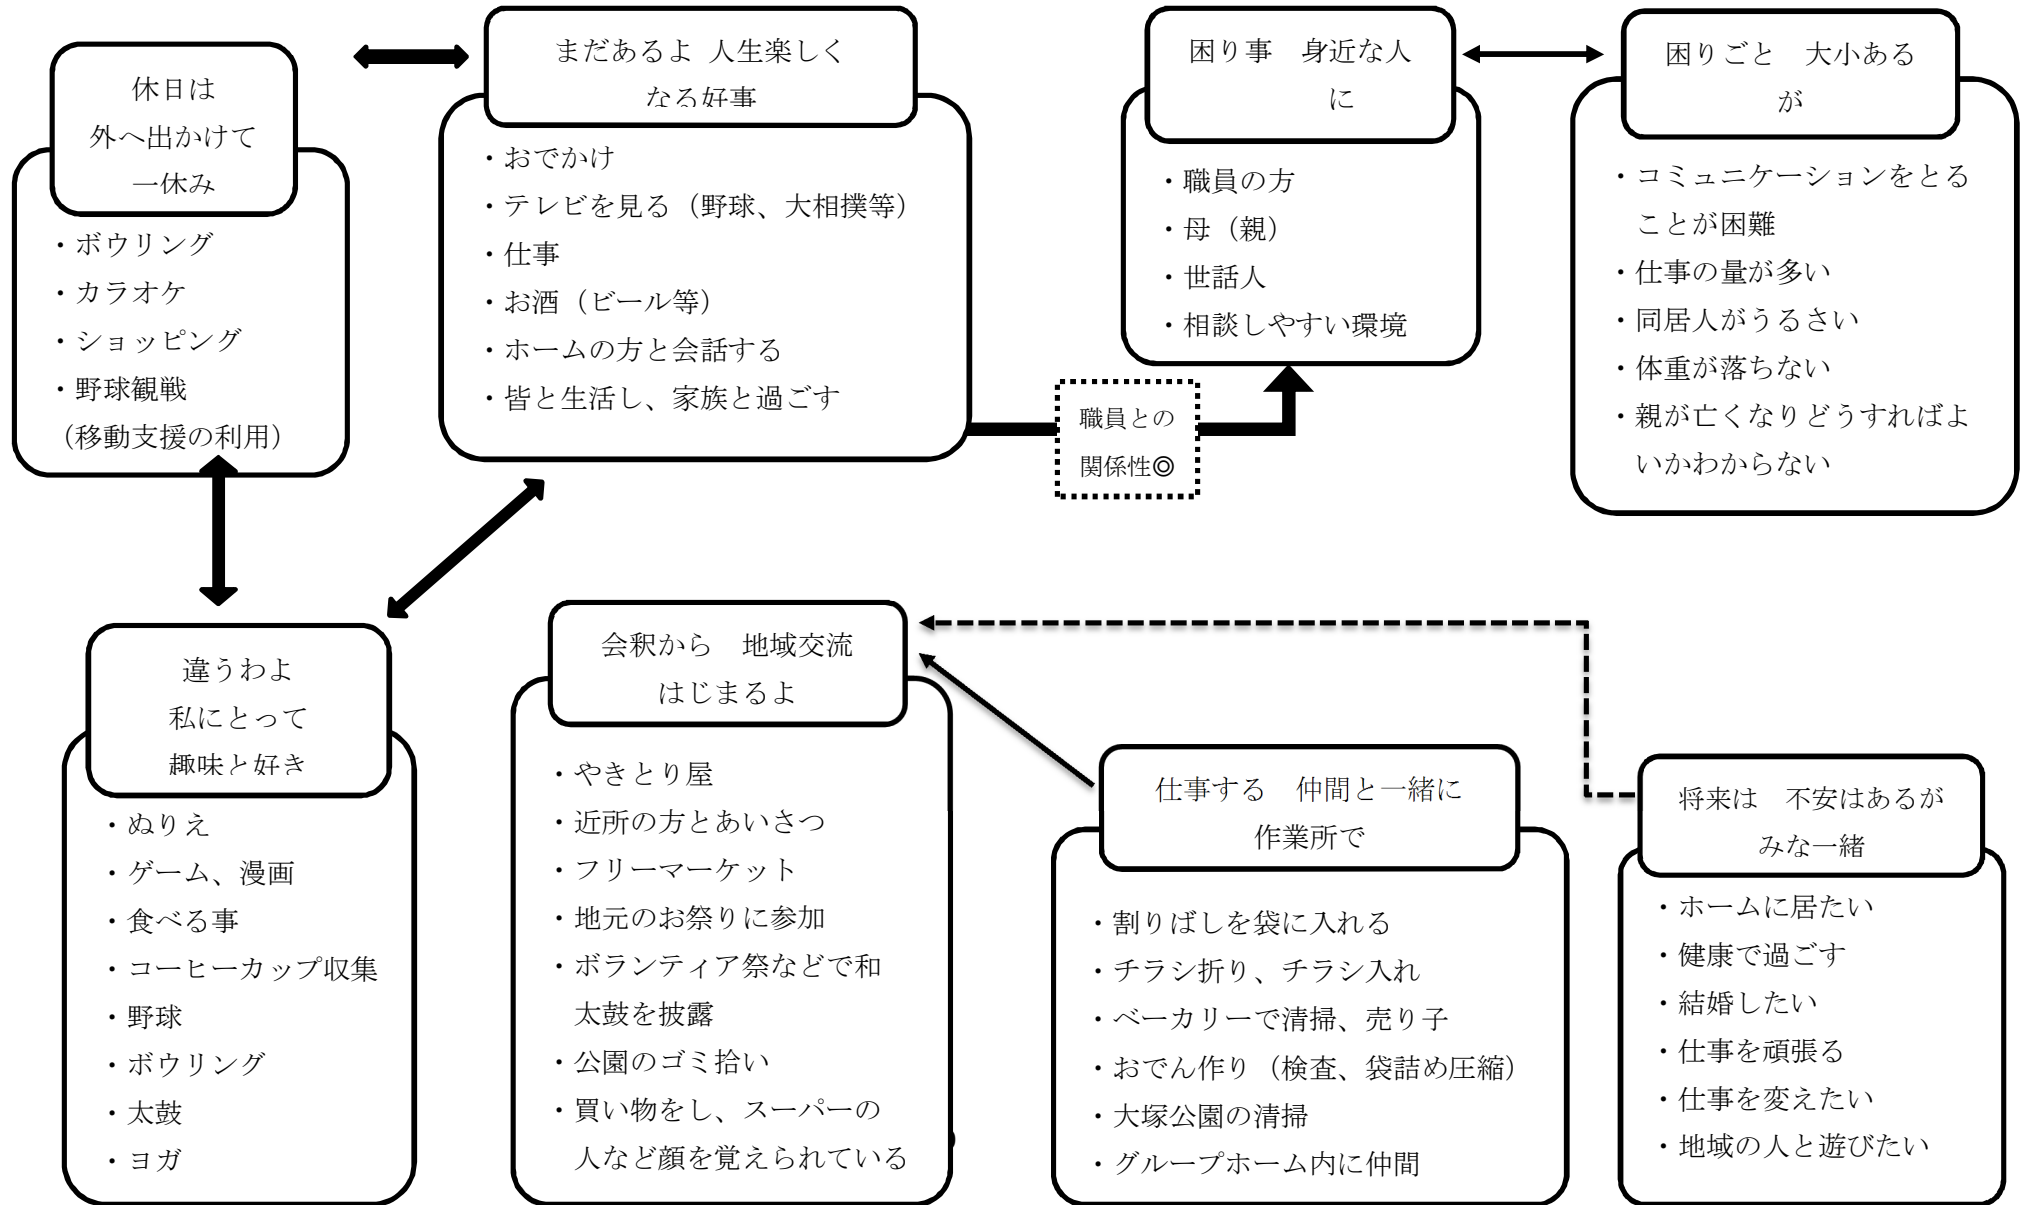 休日は
外へ出かけて
一休み
・ボウリング
・カラオケ
・ショッピング
・野球観戦
（移動支援の利用）
まだあるよ 人生楽しく
なる好事
・おでかけ
・テレビを見る（野球、大相撲等）
・仕事
・お酒（ビール等）
・ホームの方と会話する
・皆と生活し、家族と過ごす
職員との
関係性◎
困り事　身近な人
に
・職員の方
・母（親）
・世話人
・相談しやすい環境
困りごと　大小ある
が
・コミュニケーションをとる
ことが困難
・仕事の量が多い
・同居人がうるさい
・体重が落ちない
・親が亡くなりどうすればよ
いかわからない
違うわよ
私にとって
趣味と好き
・ぬりえ
・ゲーム、漫画
・食べる事
・コーヒーカップ収集
・野球
・ボウリング
・太鼓
・ヨガ
会釈から　地域交流
はじまるよ
・やきとり屋
・近所の方とあいさつ
・フリーマーケット
・地元のお祭りに参加
・ボランティア祭などで和
太鼓を披露
・公園のゴミ拾い
・買い物をし、スーパーの
人など顔を覚えられている
仕事する　仲間と一緒に
作業所で
・割りばしを袋に入れる
・チラシ折り、チラシ入れ
・ベーカリーで清掃、売り子
・おでん作り（検査、袋詰め圧縮）
・大塚公園の清掃
・グループホーム内に仲間
将来は　不安はあるが
みな一緒
・ホームに居たい
・健康で過ごす
・結婚したい
・仕事を頑張る
・仕事を変えたい
・地域の人と遊びたい